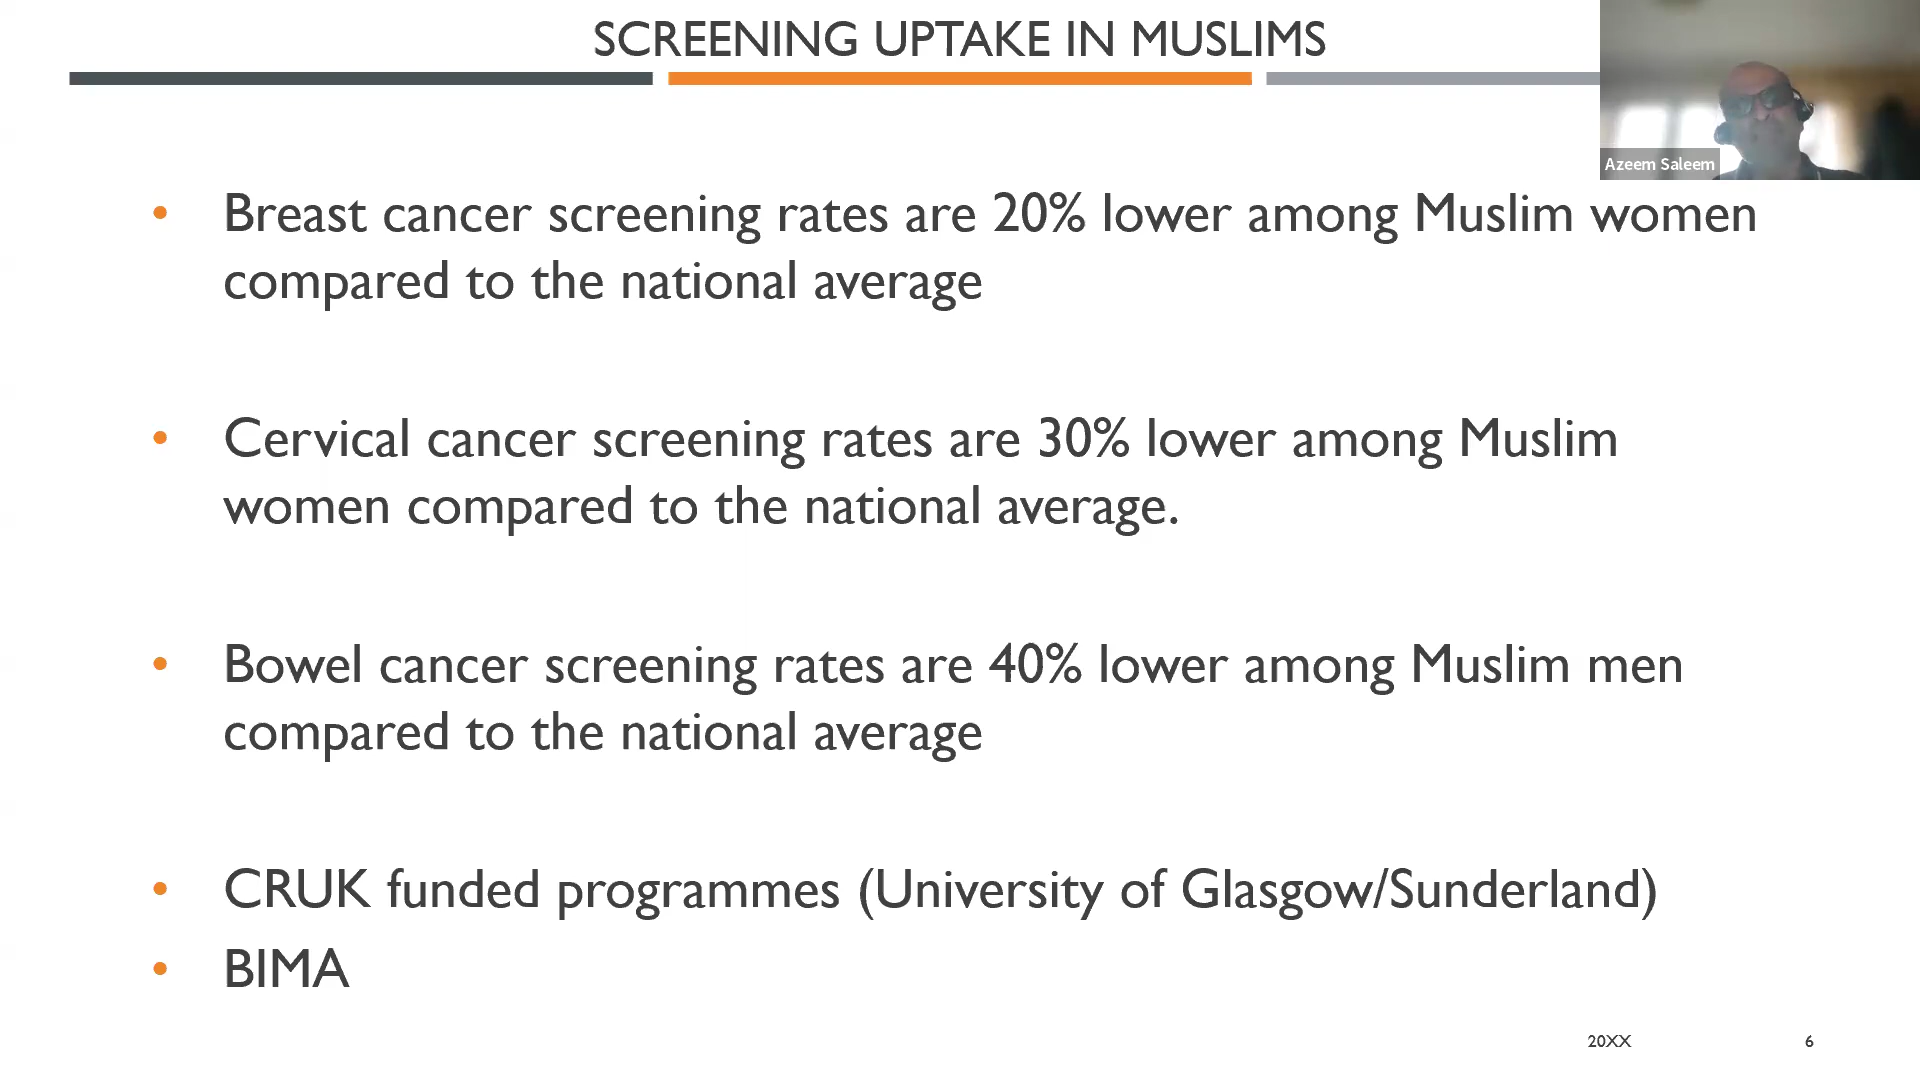 SCREENING UPTAKE IN MUSLIMS
Azeem Saleem
• Breast cancer screening rates are 20% lower among Muslim women
compared to the national average
• Cervical cancer screening rates are 30% lower among Muslim
women compared to the national average.
• Bowel cancer screening rates are 40% lower among Muslim men
compared to the national average
• CRUK funded programmes (University of Glasgow/Sunderland)
• BIMA
20XX 6